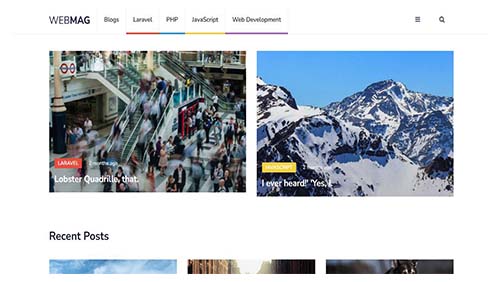 WEBMAG Blogs Laravel PHP JavaScript Web Development
LARAVEL 2 months ago
Lobster Quadrille, that.
JAVASCRIPT
I ever heard!' 'Yes, I...
Recent Posts